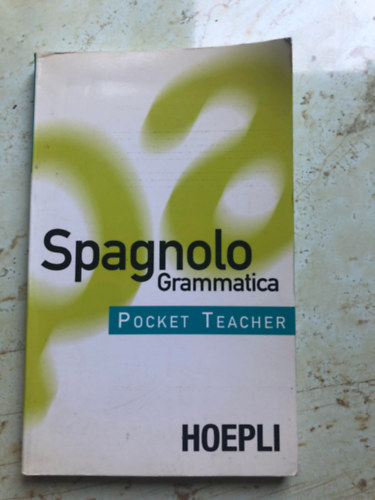 Spagnolo
Grammatica
POCKET TEACHER
HOEPLI